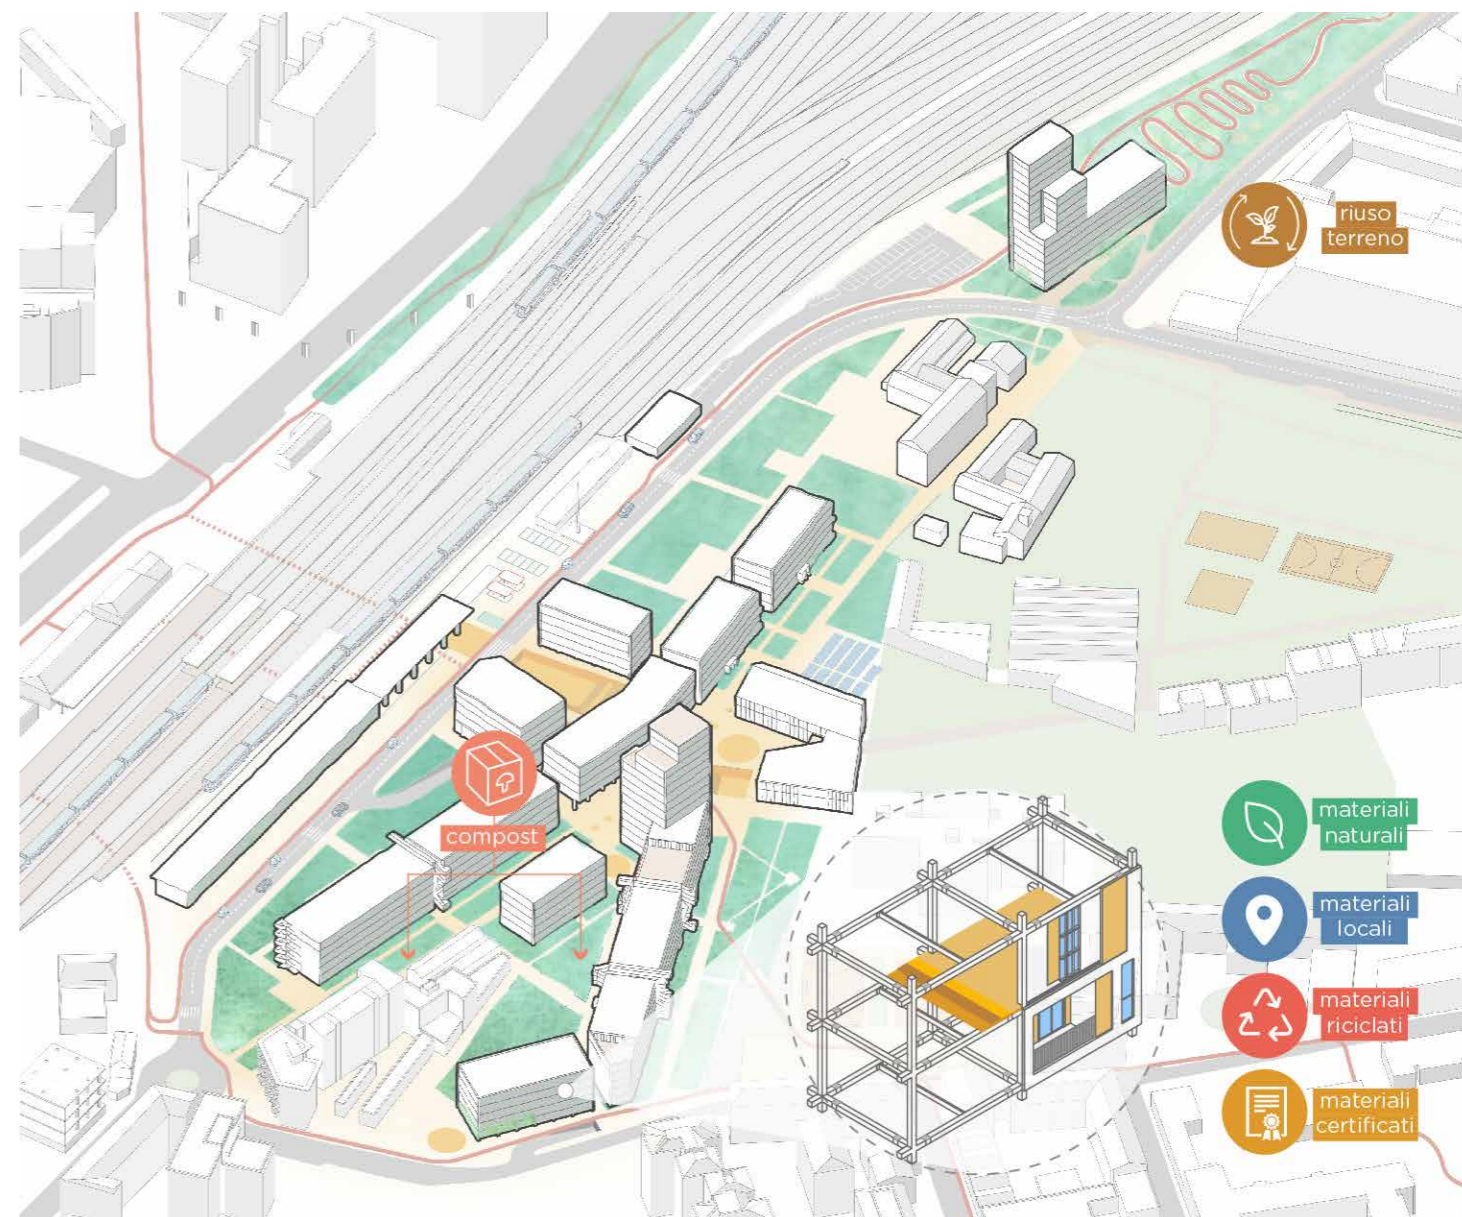 riuso
terreno
compost
materiali
naturali
materiali
locali
materiali
riciclati
materiali
certificati